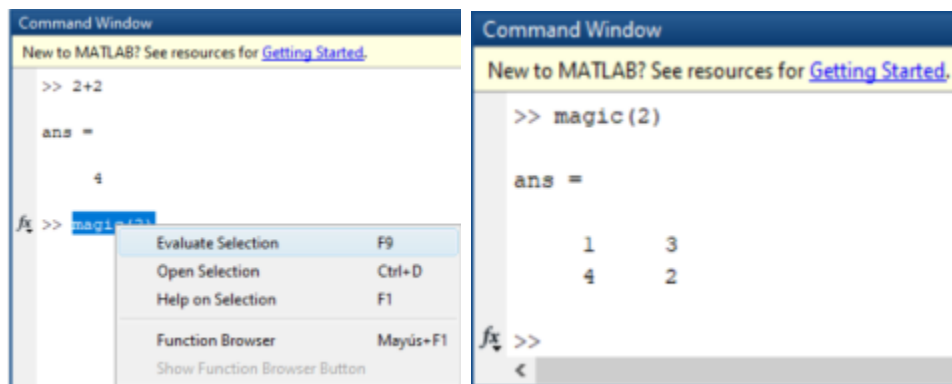 Command Window
New to MATLAB? See resources for Getting Started.
>> 2+2
ans =
4
fx >> magic(2)
Evaluate Selection F9
Open Selection Ctrl+D
Help on Selection F1
Function Browser Mayús+F1
Show Function Browser Button
Command Window
New to MATLAB? See resources for Getting Started.
>> magic(2)
ans =
1 3
4 2
fx >>